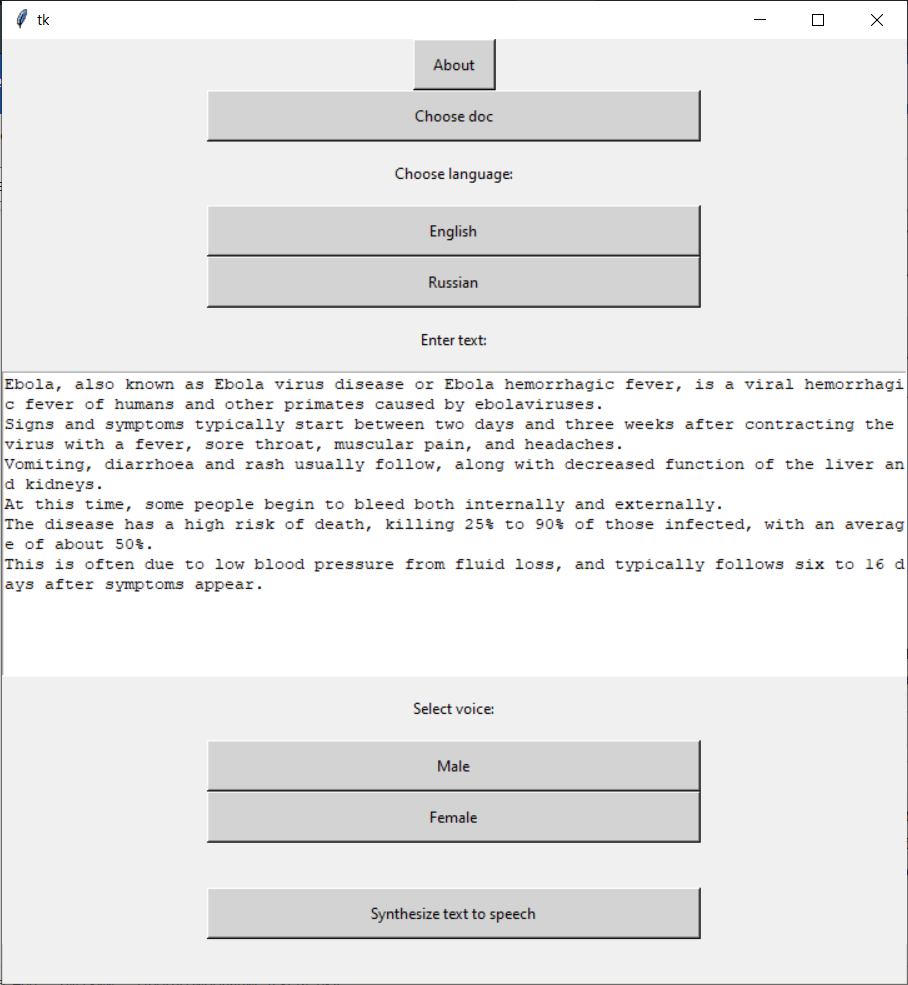 tk
About
Choose doc
Choose language:
English
Russian
Enter text:
Ebola, also known as Ebola virus disease or Ebola hemorrhagic fever, is a viral hemorrhagi
c fever of humans and other primates caused by ebolaviruses.
Signs and symptoms typically start between two days and three weeks after contracting the
virus with a fever, sore throat, muscular pain, and headaches.
Vomiting, diarrhoea and rash usually follow, along with decreased function of the liver an
d kidneys.
At this time, some people begin to bleed both internally and externally.
The disease has a high risk of death, killing 25% to 90% of those infected, with an averag
e of about 50%.
This is often due to low blood pressure from fluid loss, and typically follows six to 16 d
ays after symptoms appear.
Select voice:
Male
Female
Synthesize text to speech